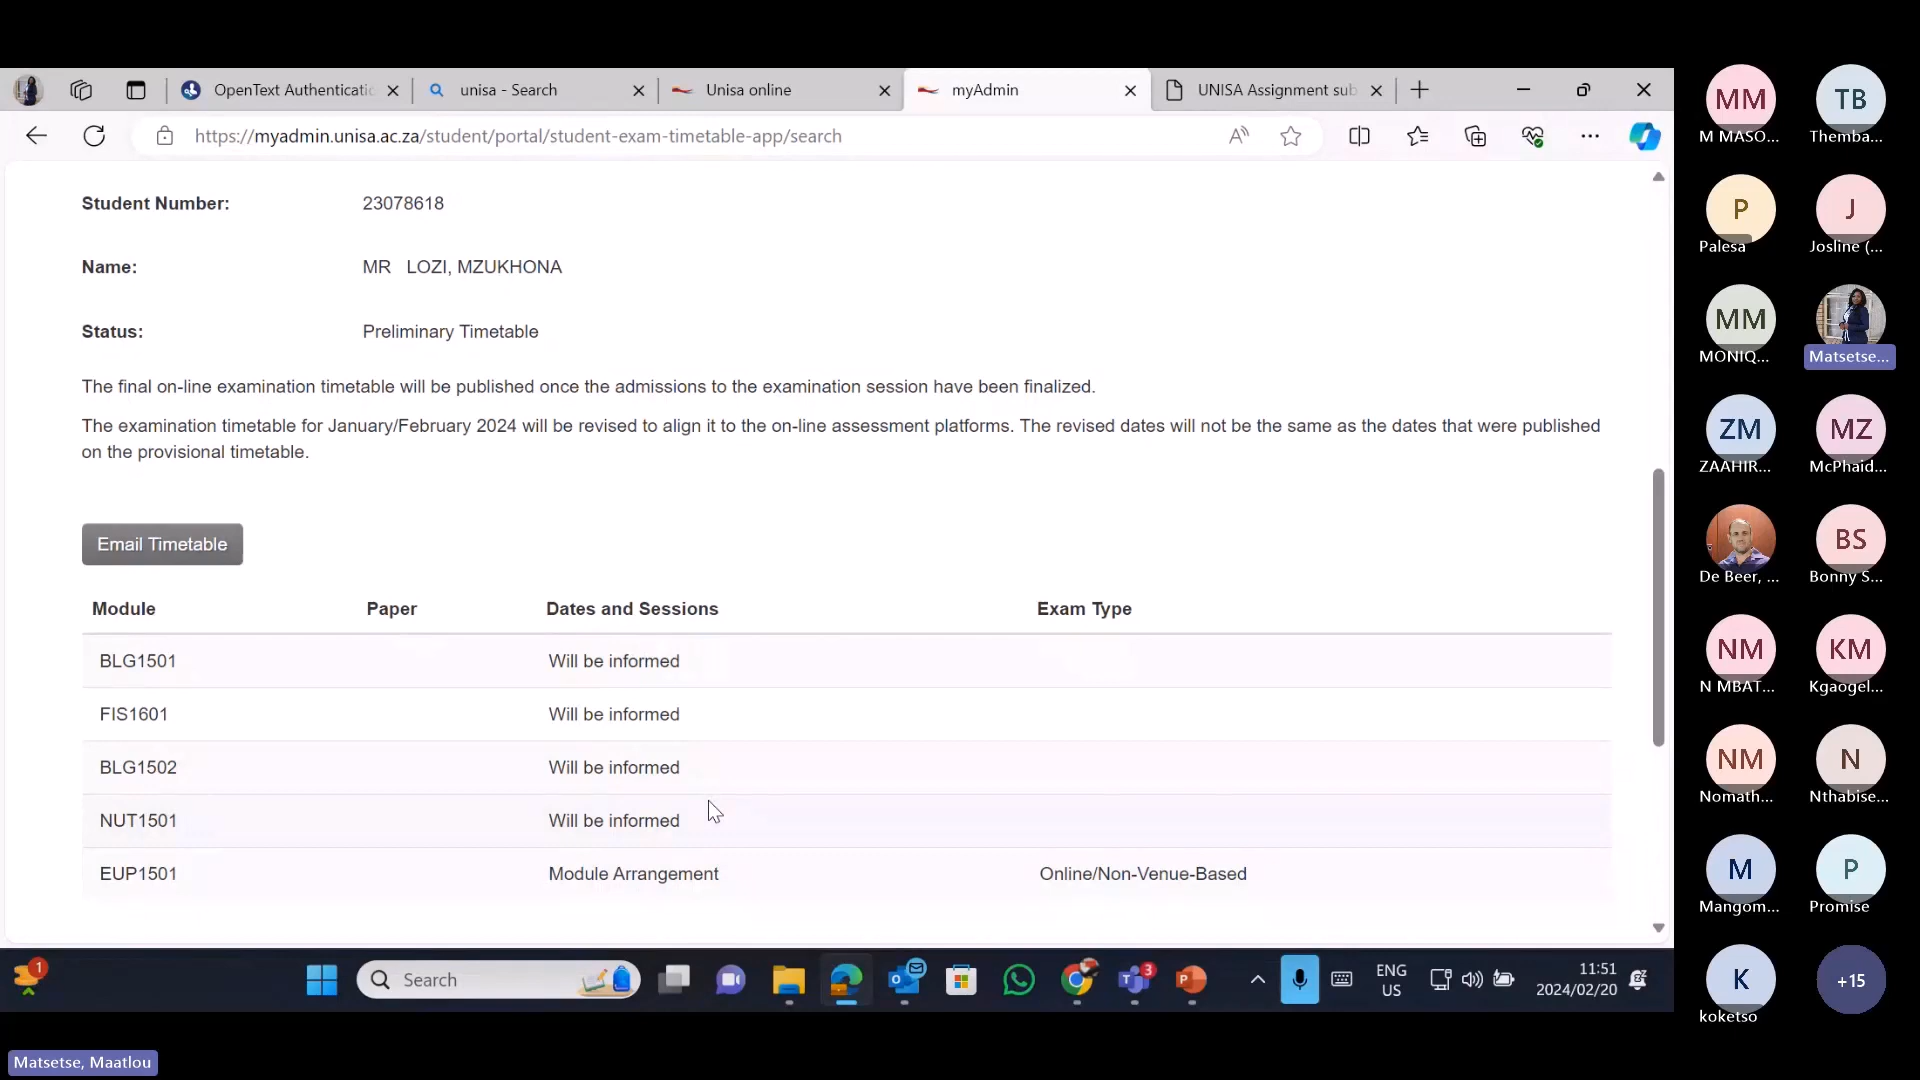 OpenText Authenticatic
unisa - Search
Unisa online
myAdmin
UNISA Assignment sub
https://myadmin.unisa.ac.za/student/portal/student-exam-timetable-app/search
Student Number: 23078618
Name: MR LOZI, MZUKHONA
Status: Preliminary Timetable
The final on-line examination timetable will be published once the admissions to the examination session have been finalized.
The examination timetable for January/February 2024 will be revised to align it to the on-line assessment platforms. The revised dates will not be the same as the dates that were published
on the provisional timetable.
Email Timetable
Module Paper Dates and Sessions Exam Type
BLG1501 Will be informed
FIS1601 Will be informed
BLG1502 Will be informed
NUT1501 Will be informed
EUP1501 Module Arrangement Online/Non-Venue-Based
1
Search
3
ENG
US
11:51
2024/02/20
Matsetse, Maatlou
MM TB
M MASO... Themba...
P J
Palesa Josline (...
MM
MONIQ... Matsetse...
ZM MZ
ZAAHIR... McPhaid...
BS
De Beer, ... Bonny S...
NM KM
N MBAT... Kgaogel...
NM N
Nomath... Nthabise...
M P
Mangom... Promise
K +15
koketso